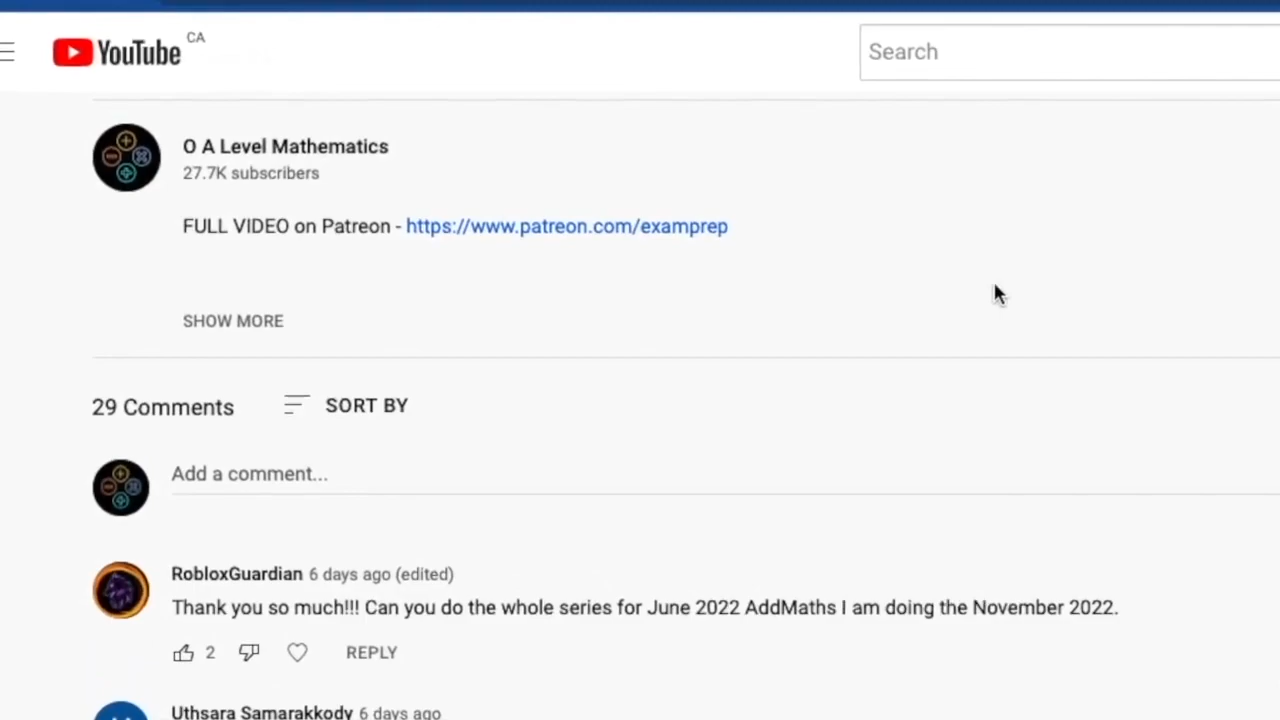 YouTube CA
Search
O A Level Mathematics
27.7K subscribers
FULL VIDEO on Patreon - https://www.patreon.com/examprep
SHOW MORE
29 Comments SORT BY
Add a comment...
RobloxGuardian 6 days ago (edited)
Thank you so much!!! Can you do the whole series for June 2022 AddMaths I am doing the November 2022.
2 REPLY
Uthsara Samarakkody 6 days ago